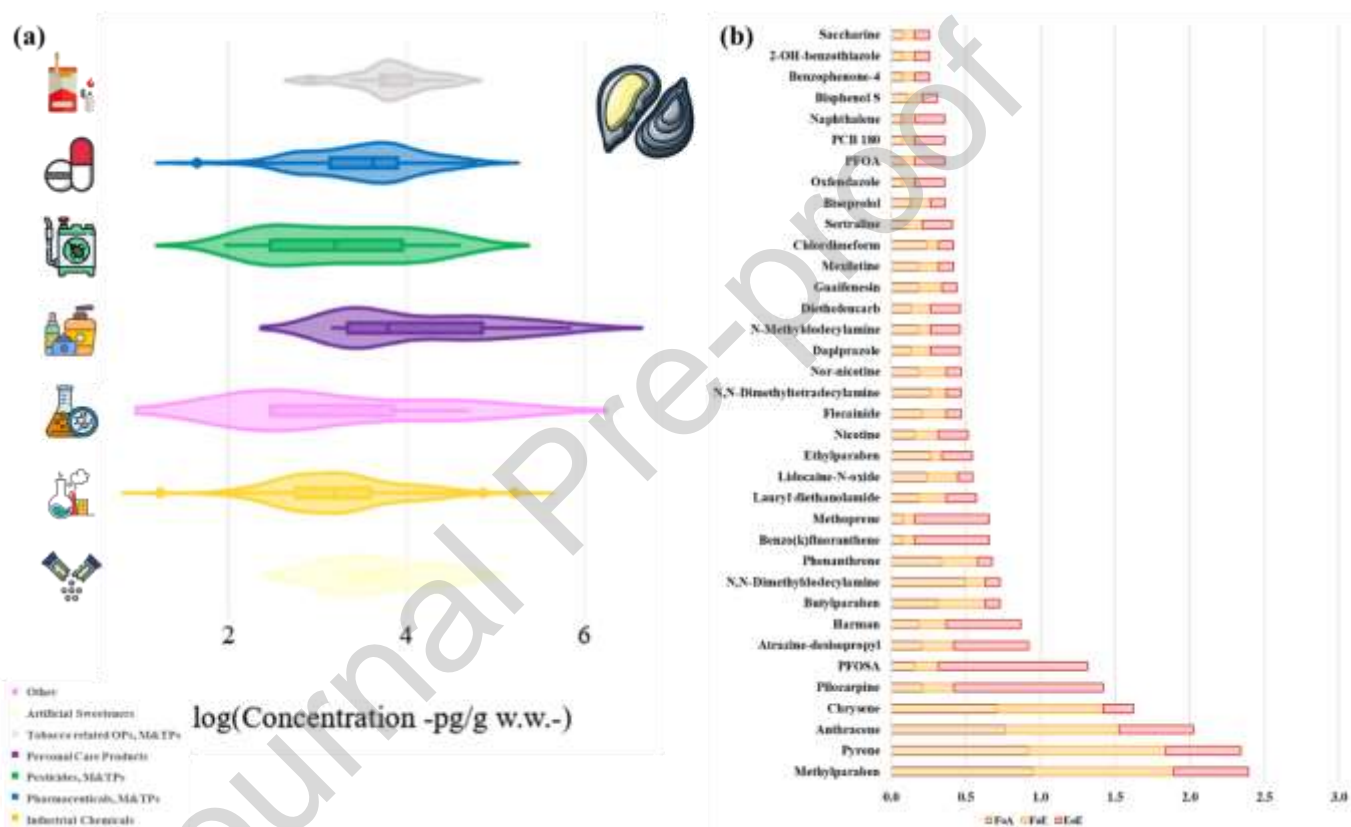 (a)
2
4
6
log(Concentration -pg/g w.w.-)
Other
Artificial Sweeteners
Tobacco related OPs, M&TPs
Personal Care Products
Pesticides, M&TPs
Pharmaceuticals, M&TPs
Industrial Chemicals
(b)
Saccharine
2-OH-benzothiazole
Benzophenone-4
Bisphenol S
Naphthalene
PCB 180
PFOA
Oxfendazole
Bisoprolol
Sertraline
Chlordimeform
Mexiletine
Guaifenesin
Diethofencarb
N-Methyldodecylamine
Dapiprazole
Nor-nicotine
N,N-Dimethyltetradecylamine
Flecainide
Nicotine
Ethylparaben
Lidocaine-N-oxide
Lauryl diethanolamide
Methoprene
Benzo(k)fluoranthene
Phenanthrene
N,N-Dimethyldodecylamine
Butylparaben
Harman
Atrazine-desisopropyl
PFOSA
Pilocarpine
Chrysene
Anthracene
Pyrene
Methylparaben
0.0 0.5 1.0 1.5 2.0 2.5 3.0
FoA FoE EoE
Journal Pre-proof